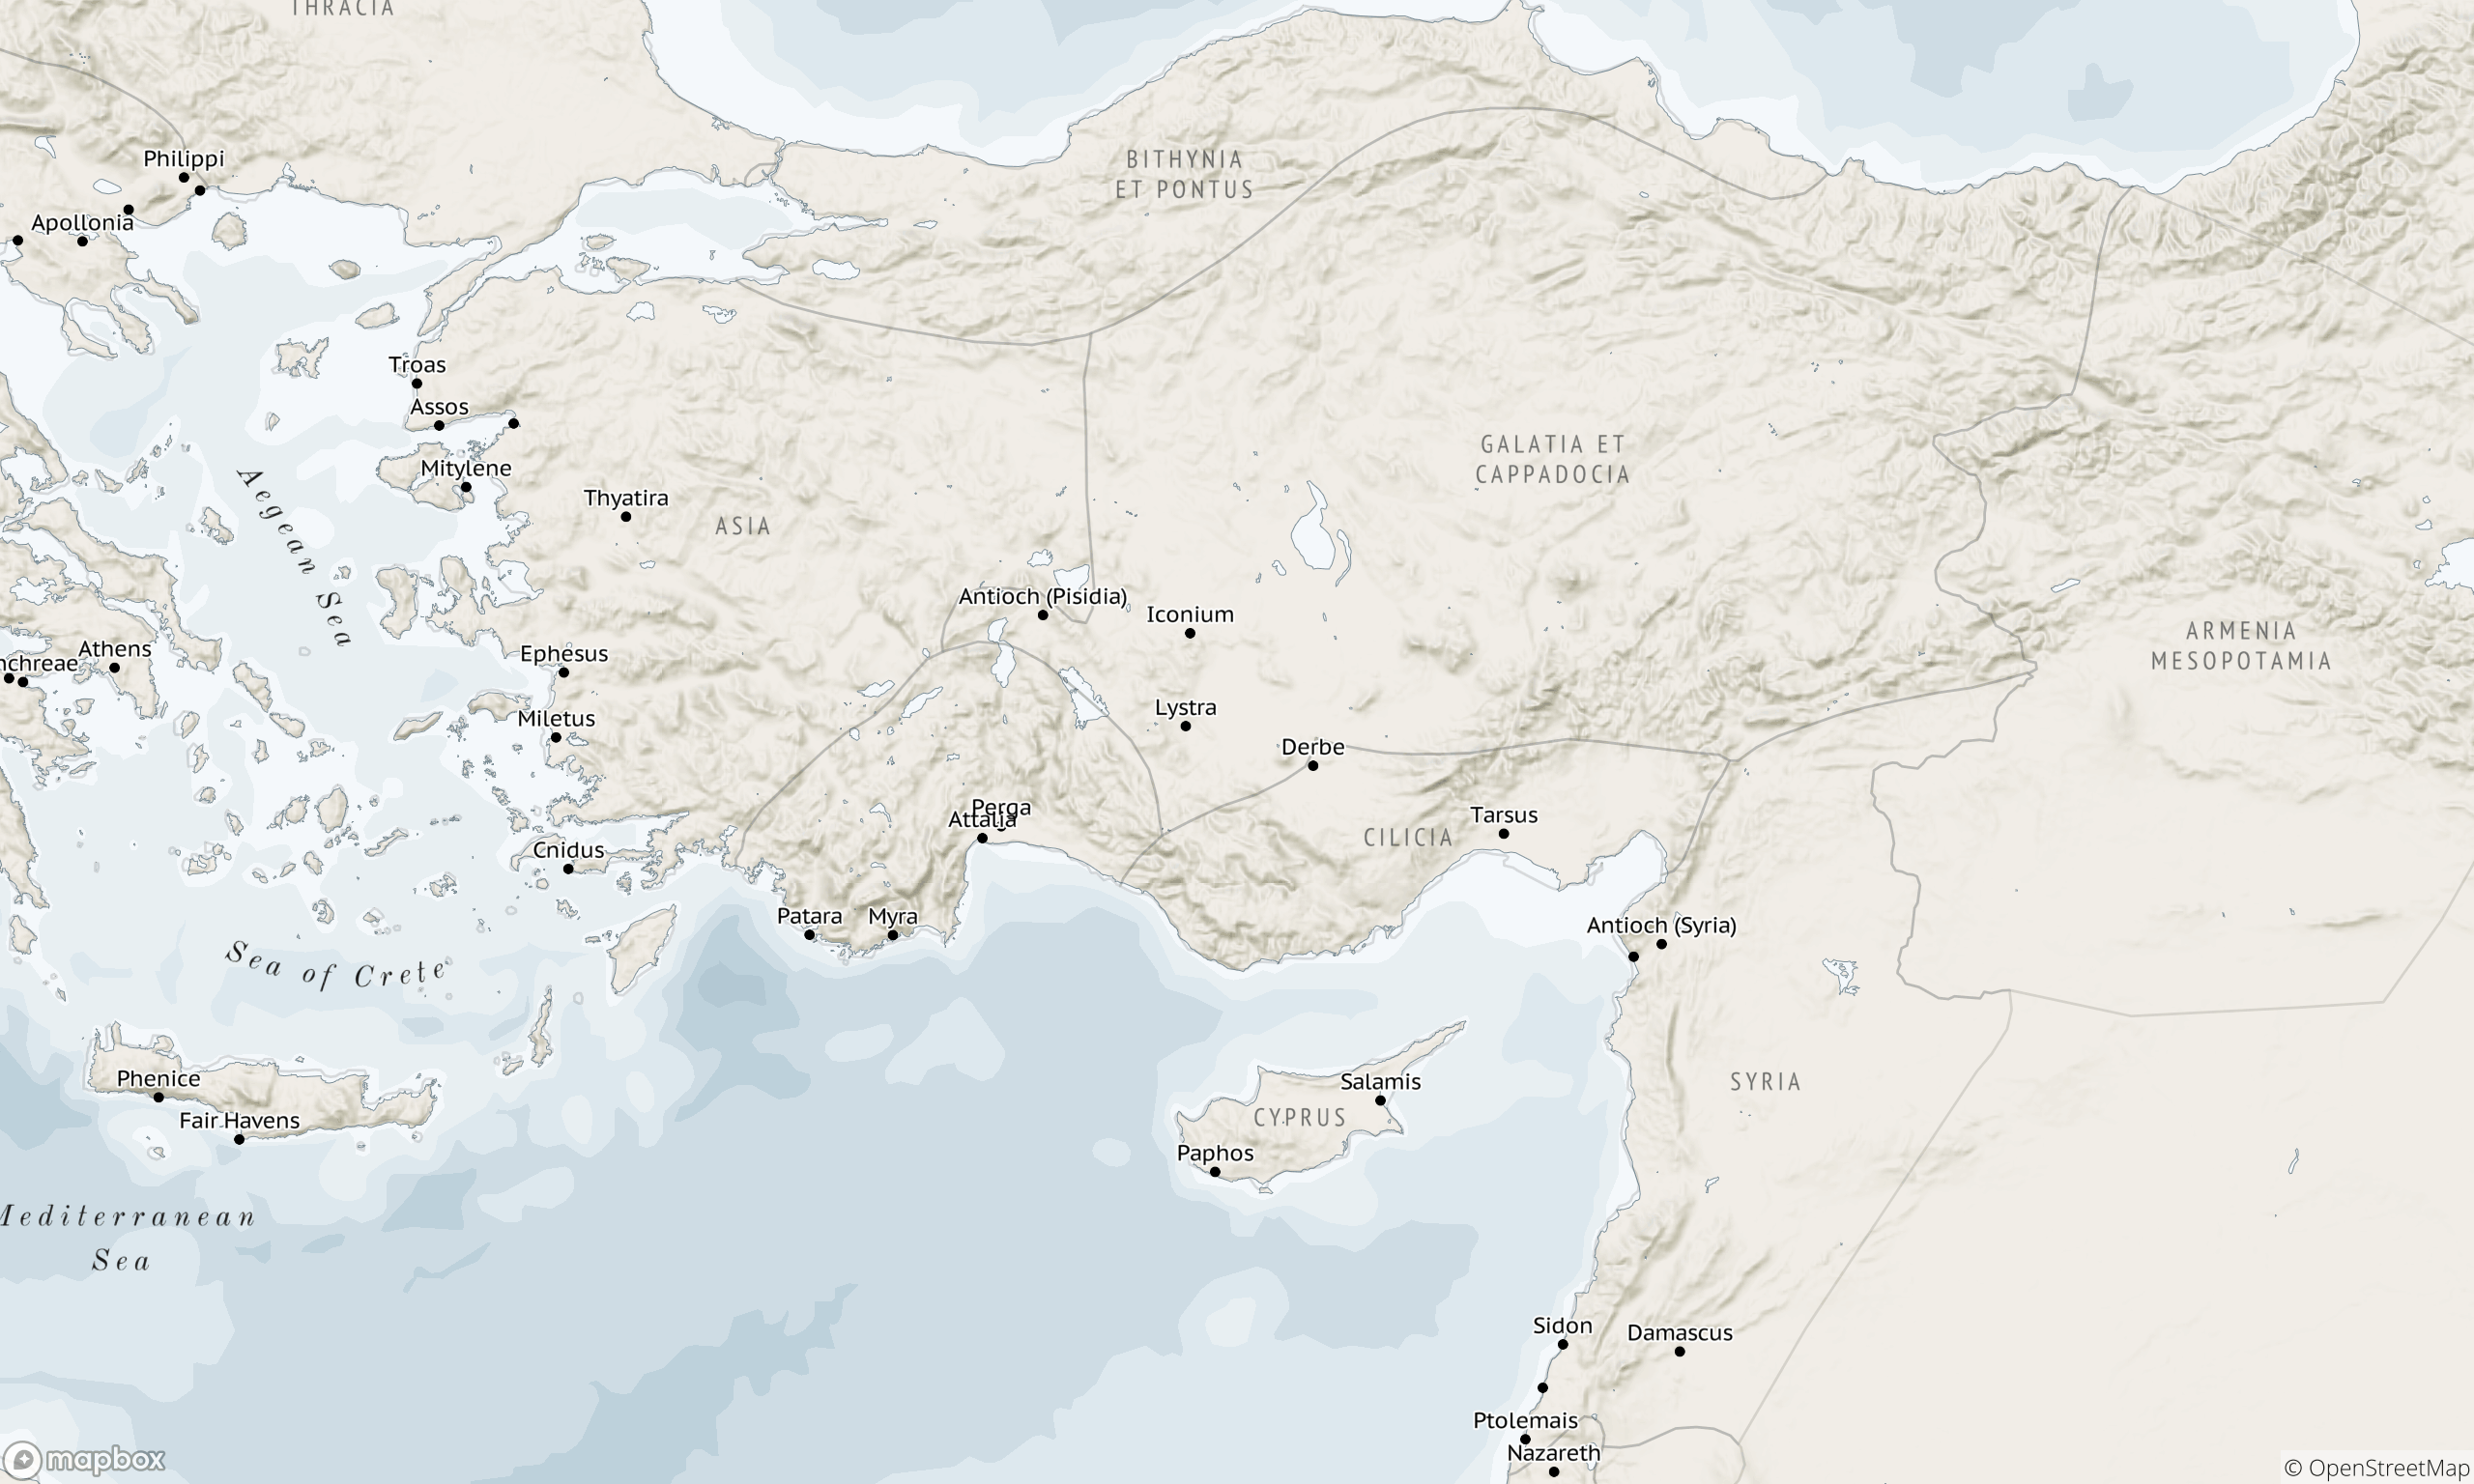 THRACIA
BITHYNIA
ET PONTUS
Philippi
Apollonia
Troas
Assos
Mitylene
Thyatira
ASIA
GALATIA ET
CAPPADOCIA
Aegean Sea
Antioch (Pisidia)
Iconium
ARMENIA
MESOPOTAMIA
Athens
nchreae
Ephesus
Lystra
Miletus
Derbe
Perga
Attalia
Tarsus
CILICIA
Cnidus
Patara
Myra
Antioch (Syria)
Sea of Crete
Phenice
Salamis
SYRIA
CYPRUS
Fair Havens
Paphos
Mediterranean
Sea
Sidon
Damascus
Ptolemais
Nazareth
mapbox
© OpenStreetMap